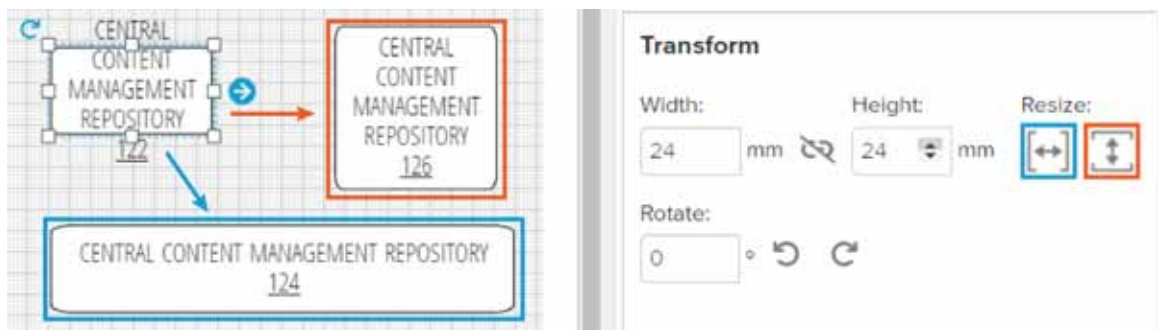 CENTRAL
CONTENT
MANAGEMENT
REPOSITORY
122
CENTRAL
CONTENT
MANAGEMENT
REPOSITORY
126
CENTRAL CONTENT MANAGEMENT REPOSITORY
124
Transform
Width: Height: Resize:
24 mm 24 mm
Rotate:
0 °